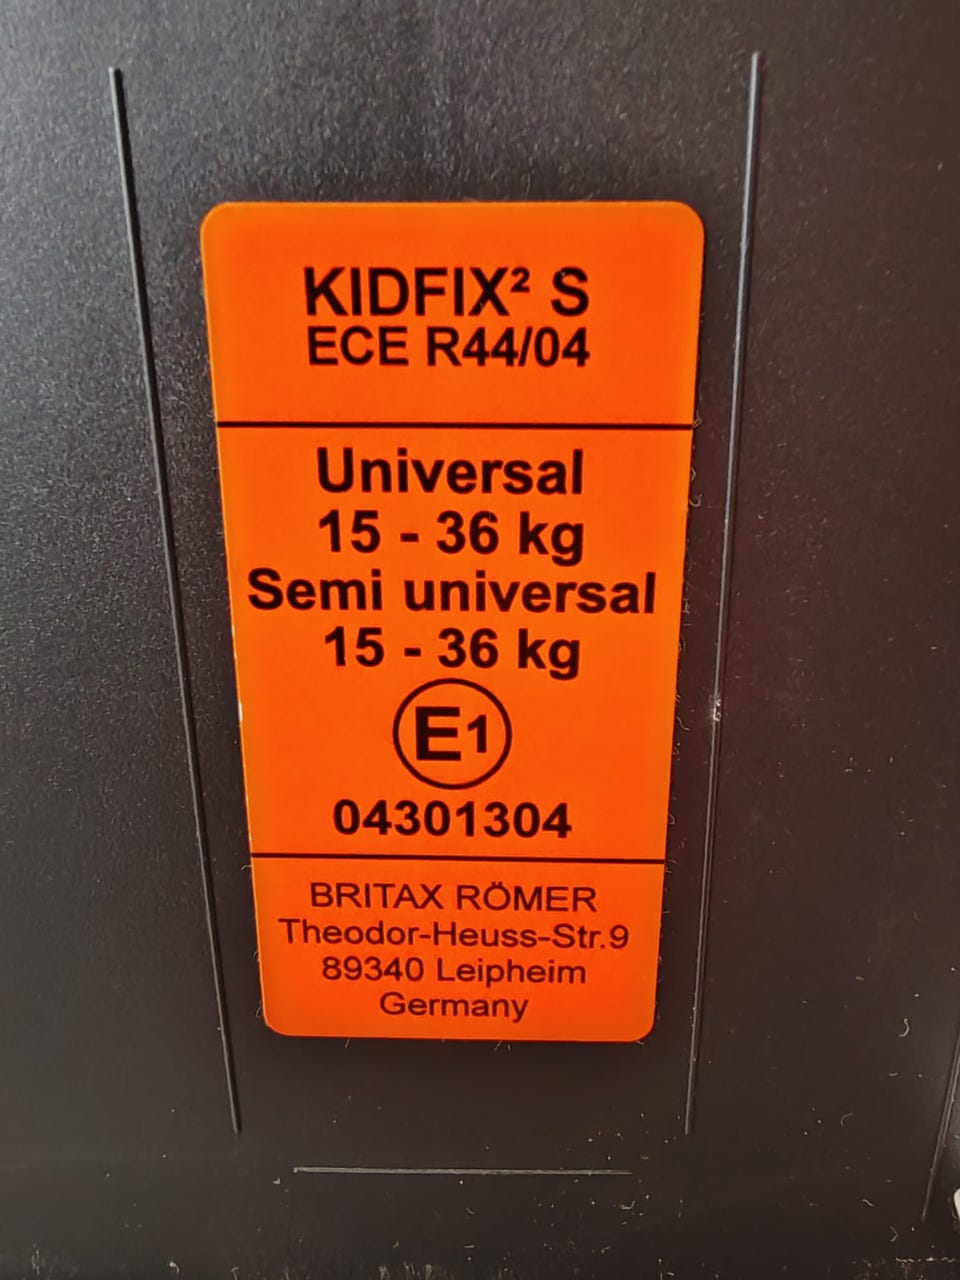 KIDFIX² S
ECE R44/04
Universal
15 - 36 kg
Semi universal
15 - 36 kg
E1
04301304
BRITAX RÖMER
Theodor-Heuss-Str.9
89340 Leipheim
Germany